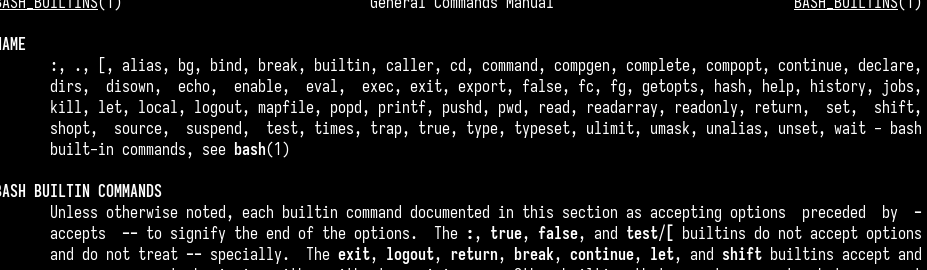 BASH_BUILTINS(1) General Commands Manual BASH_BUILTINS(1)
NAME
:, ., [, alias, bg, bind, break, builtin, caller, cd, command, compgen, complete, compopt, continue, declare,
dirs, disown, echo, enable, eval, exec, exit, export, false, fc, fg, getopts, hash, help, history, jobs,
kill, let, local, logout, mapfile, popd, printf, pushd, pwd, read, readarray, readonly, return, set, shift,
shopt, source, suspend, test, times, trap, true, type, typeset, ulimit, umask, unalias, unset, wait - bash
built-in commands, see bash(1)
BASH BUILTIN COMMANDS
Unless otherwise noted, each builtin command documented in this section as accepting options preceded by -
accepts -- to signify the end of the options. The :, true, false, and test/[ builtins do not accept options
and do not treat -- specially. The exit, logout, return, break, continue, let, and shift builtins accept and